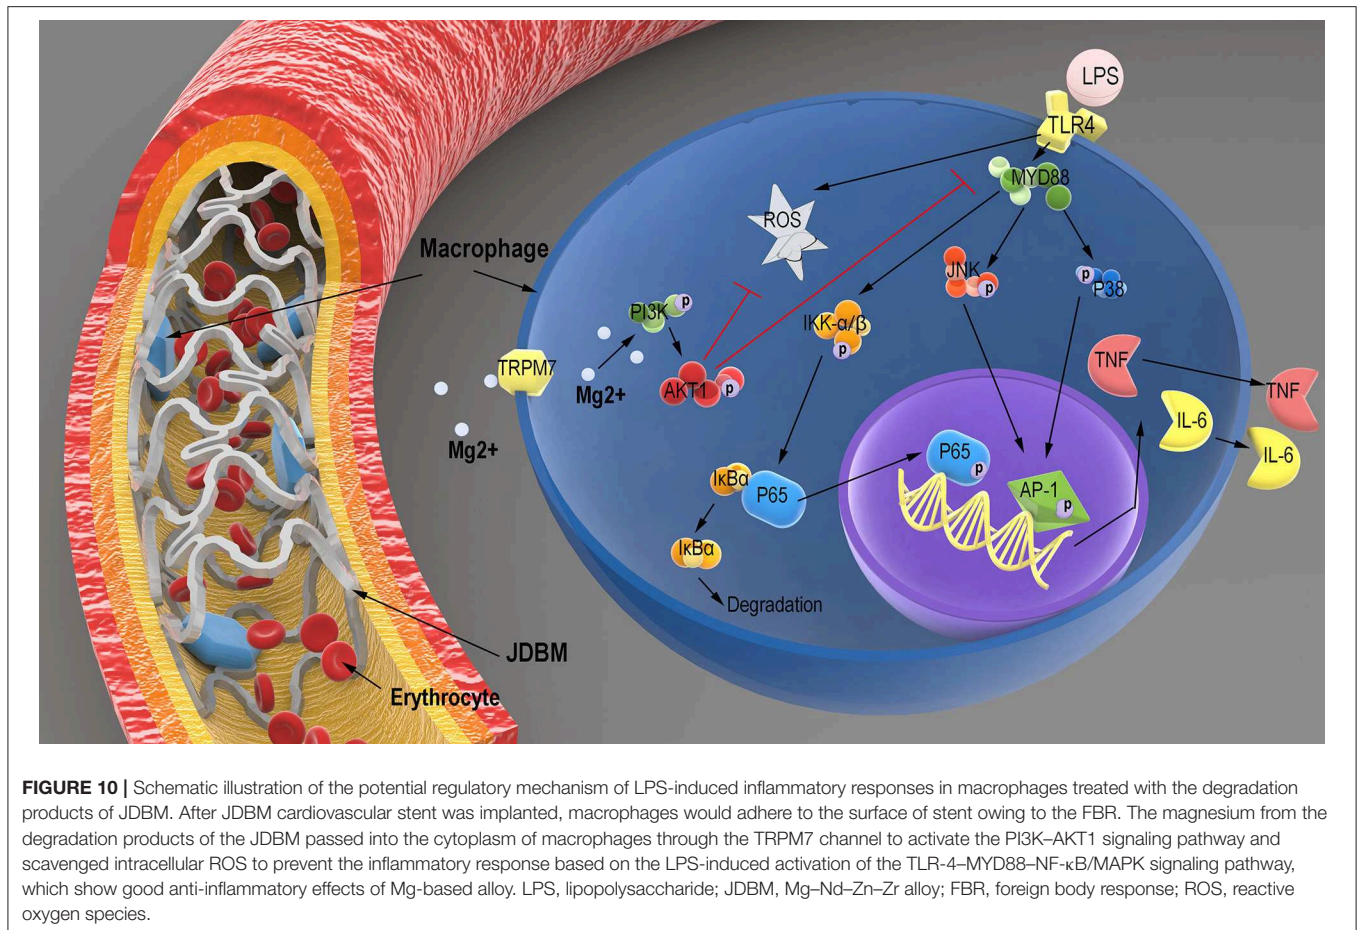 LPS
TLR4
MYD88
ROS
Macrophage
JNK
p
p
P38
PI3K
p
IKK-α/β
p
TRPM7
Mg2+
AKT1
p
TNF
TNF
IL-6
IL-6
Mg2+
P65
p
IκBα
P65
AP-1
p
IκBα
Degradation
JDBM
Erythrocyte
FIGURE 10 | Schematic illustration of the potential regulatory mechanism of LPS-induced inflammatory responses in macrophages treated with the degradation
products of JDBM. After JDBM cardiovascular stent was implanted, macrophages would adhere to the surface of stent owing to the FBR. The magnesium from the
degradation products of the JDBM passed into the cytoplasm of macrophages through the TRPM7 channel to activate the PI3K–AKT1 signaling pathway and
scavenged intracellular ROS to prevent the inflammatory response based on the LPS-induced activation of the TLR-4–MYD88–NF-κB/MAPK signaling pathway,
which show good anti-inflammatory effects of Mg-based alloy. LPS, lipopolysaccharide; JDBM, Mg–Nd–Zn–Zr alloy; FBR, foreign body response; ROS, reactive
oxygen species.